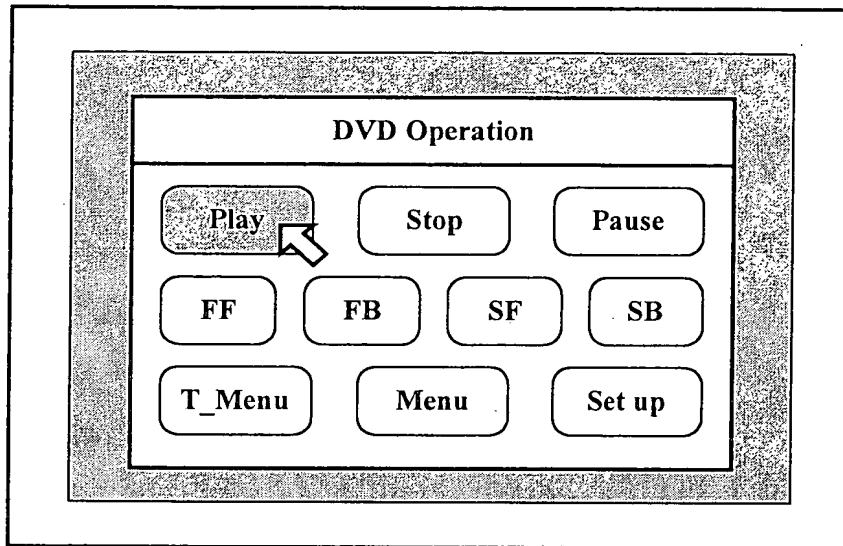 DVD Operation
Play Stop Pause
FF FB SF SB
T_Menu Menu Set up